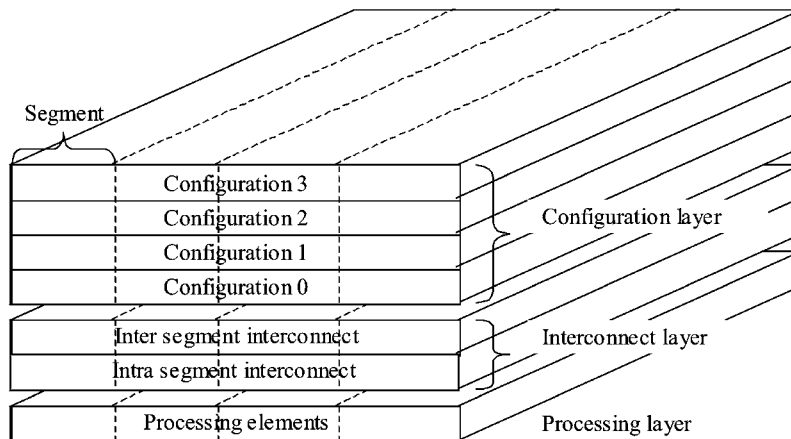 Segment
Configuration 3
Configuration 2
Configuration layer
Configuration 1
Configuration 0
Inter segment interconnect
Interconnect layer
Intra segment interconnect
Processing elements
Processing layer